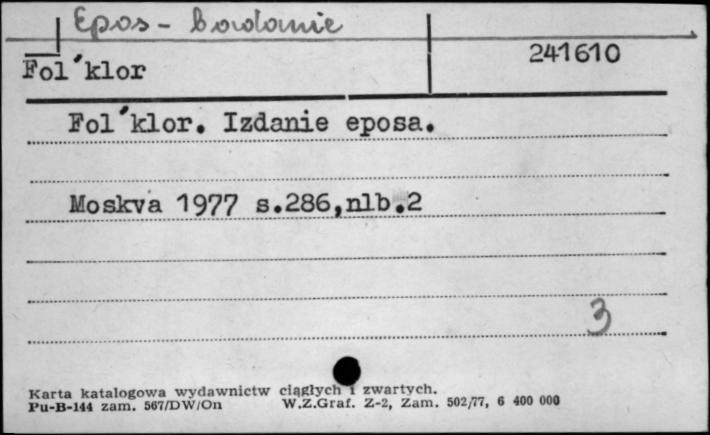 Epos - badanie
Fol´klor
241610
Fol´klor. Izdanie eposa.
Moskva 1977 s.286,nlb.2
3
Karta katalogowa wydawnictw ciągłych i zwartych.
Pu-B-144 zam. 567/DW/On W.Z.Graf. Z-2, Zam. 502/77, 6 400 000